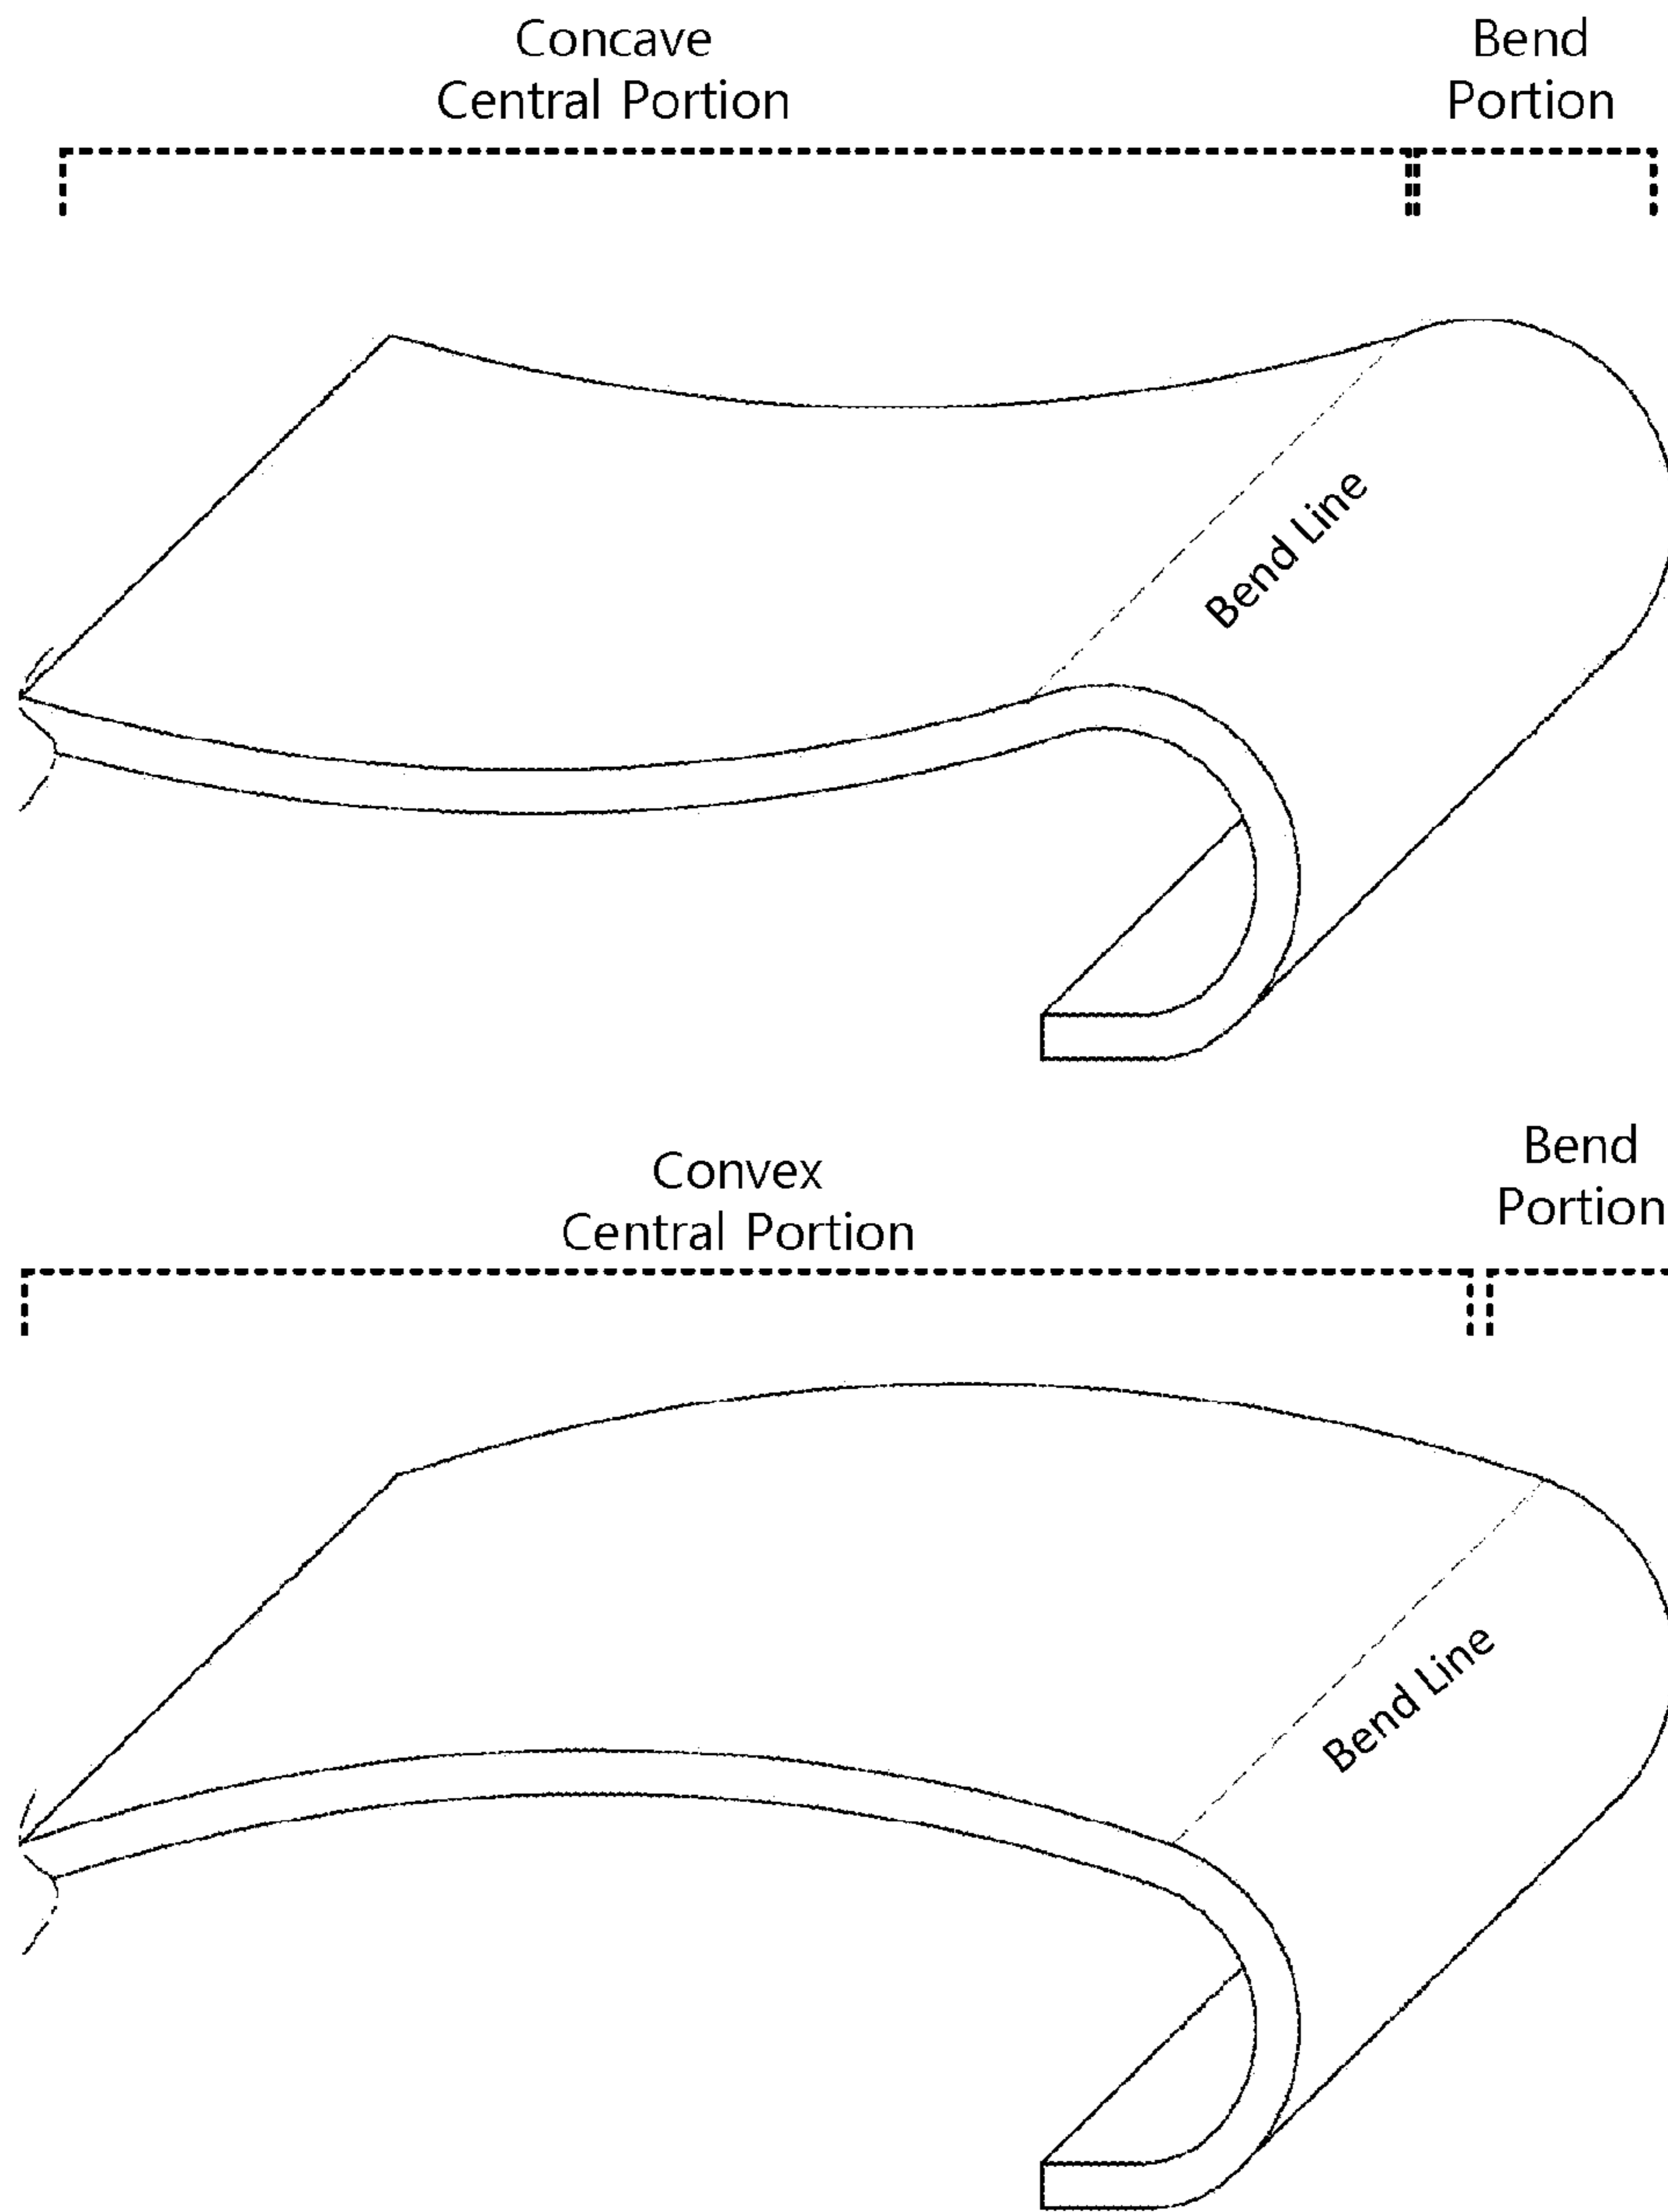 Concave
Central Portion
Bend
Portion
Bend Line
Convex
Central Portion
Bend
Portion
Bend Line